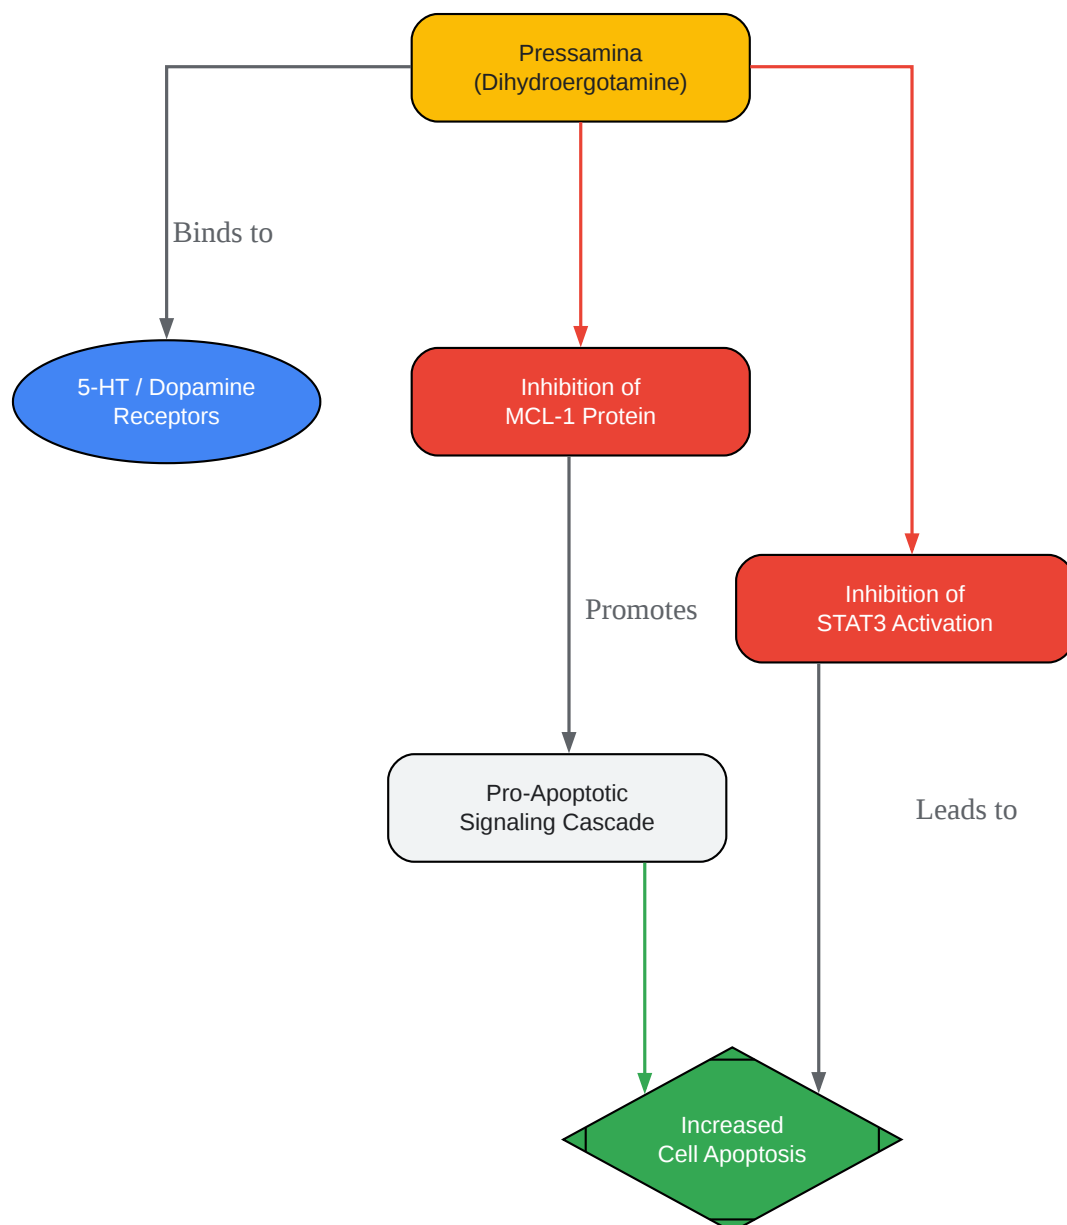 Pressamina
(Dihydroergotamine)
Binds to
5-HT / Dopamine
Receptors
Inhibition of
MCL-1 Protein
Inhibition of
STAT3 Activation
Promotes
Pro-Apoptotic
Signaling Cascade
Leads to
Increased
Cell Apoptosis